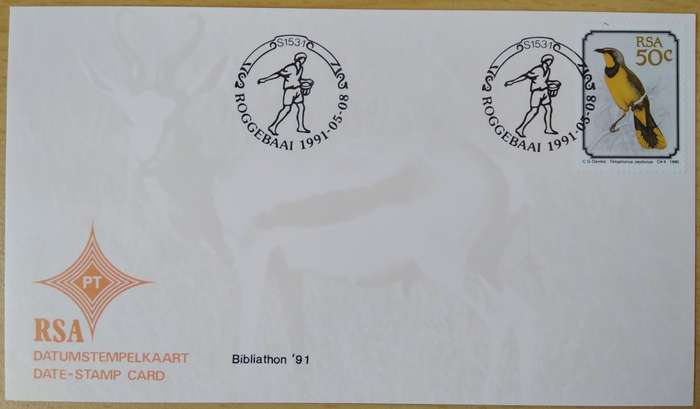 S1531
ROGGEBAAI 1991-05-08
S1531
ROGGEBAAI 1991-05-08
RSA
50c
PT
RSA
DATUMSTEMPELKAART
DATE-STAMP CARD
Bibliathon '91